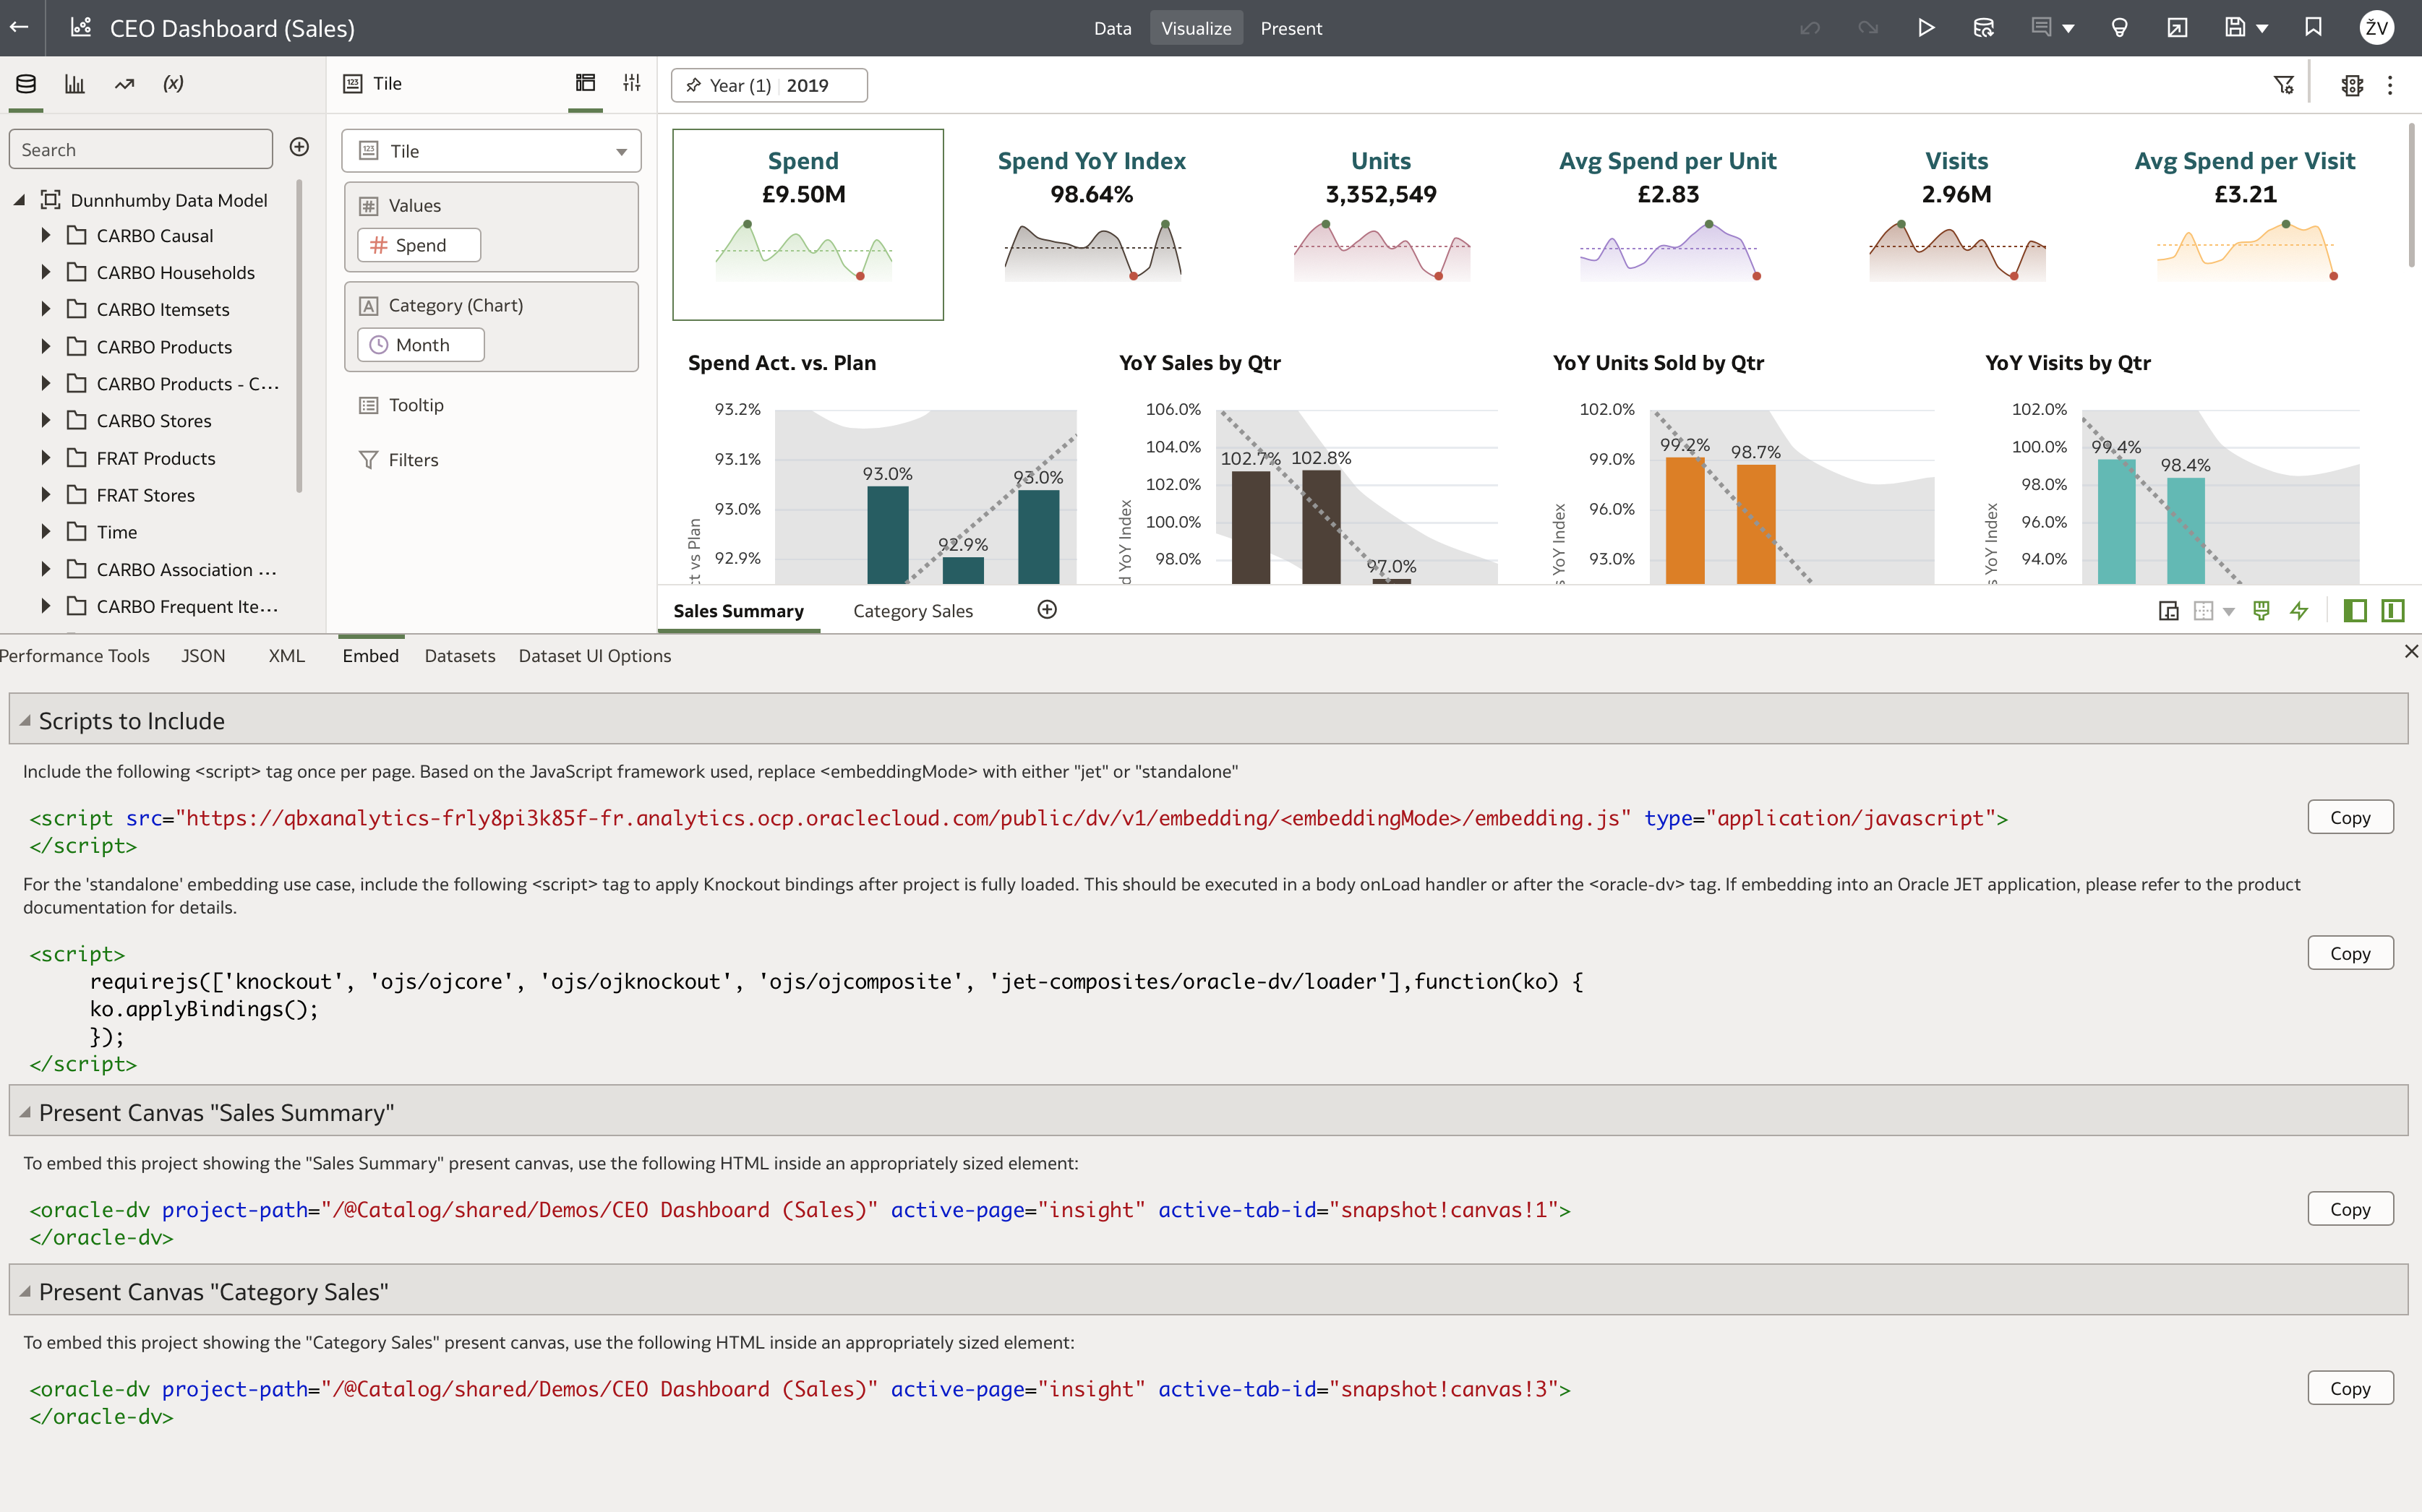 CEO Dashboard (Sales)
Data
Visualize
Present
ŽV
(x)
Tile
Year (1) 2019
Search
Dunnhumby Data Model
CARBO Causal
CARBO Households
CARBO Itemsets
CARBO Products
CARBO Products - C...
CARBO Stores
FRAT Products
FRAT Stores
Time
CARBO Association ...
CARBO Frequent Ite...
Tile
Values
Spend
Category (Chart)
Month
Tooltip
Filters
Spend
£9.50M
Spend YoY Index
98.64%
Units
3,352,549
Avg Spend per Unit
£2.83
Visits
2.96M
Avg Spend per Visit
£3.21
Spend Act. vs. Plan
93.2%
93.1%
93.0%
92.9%
ct vs Plan
93.0%
92.9%
93.0%
YoY Sales by Qtr
106.0%
104.0%
102.0%
100.0%
98.0%
d YoY Index
102.7%
102.8%
97.0%
YoY Units Sold by Qtr
102.0%
99.0%
96.0%
93.0%
s YoY Index
99.2%
98.7%
YoY Visits by Qtr
102.0%
100.0%
98.0%
96.0%
94.0%
s YoY Index
99.4%
98.4%
Sales Summary
Category Sales
Performance Tools
JSON
XML
Embed
Datasets
Dataset UI Options
Scripts to Include
Include the following <script> tag once per page. Based on the JavaScript framework used, replace <embeddingMode> with either "jet" or "standalone"
<script src="https://qbxanalytics-frly8pi3k85f-fr.analytics.ocp.oraclecloud.com/public/dv/v1/embedding/<embeddingMode>/embedding.js" type="application/javascript">
</script>
Copy
For the 'standalone' embedding use case, include the following <script> tag to apply Knockout bindings after project is fully loaded. This should be executed in a body onLoad handler or after the <oracle-dv> tag. If embedding into an Oracle JET application, please refer to the product
documentation for details.
<script>
requirejs(['knockout', 'ojs/ojcore', 'ojs/ojknockout', 'ojs/ojcomposite', 'jet-composites/oracle-dv/loader'],function(ko) {
ko.applyBindings();
});
</script>
Copy
Present Canvas "Sales Summary"
To embed this project showing the "Sales Summary" present canvas, use the following HTML inside an appropriately sized element:
<oracle-dv project-path="/@Catalog/shared/Demos/CEO Dashboard (Sales)" active-page="insight" active-tab-id="snapshot!canvas!1">
</oracle-dv>
Copy
Present Canvas "Category Sales"
To embed this project showing the "Category Sales" present canvas, use the following HTML inside an appropriately sized element:
<oracle-dv project-path="/@Catalog/shared/Demos/CEO Dashboard (Sales)" active-page="insight" active-tab-id="snapshot!canvas!3">
</oracle-dv>
Copy